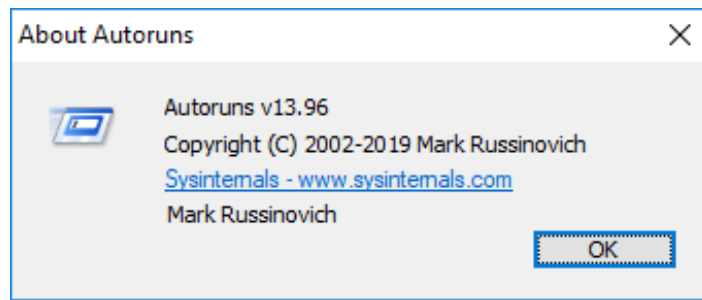 About Autoruns
Autoruns v13.96
Copyright (C) 2002-2019 Mark Russinovich
Sysinternals - www.sysinternals.com
Mark Russinovich
OK